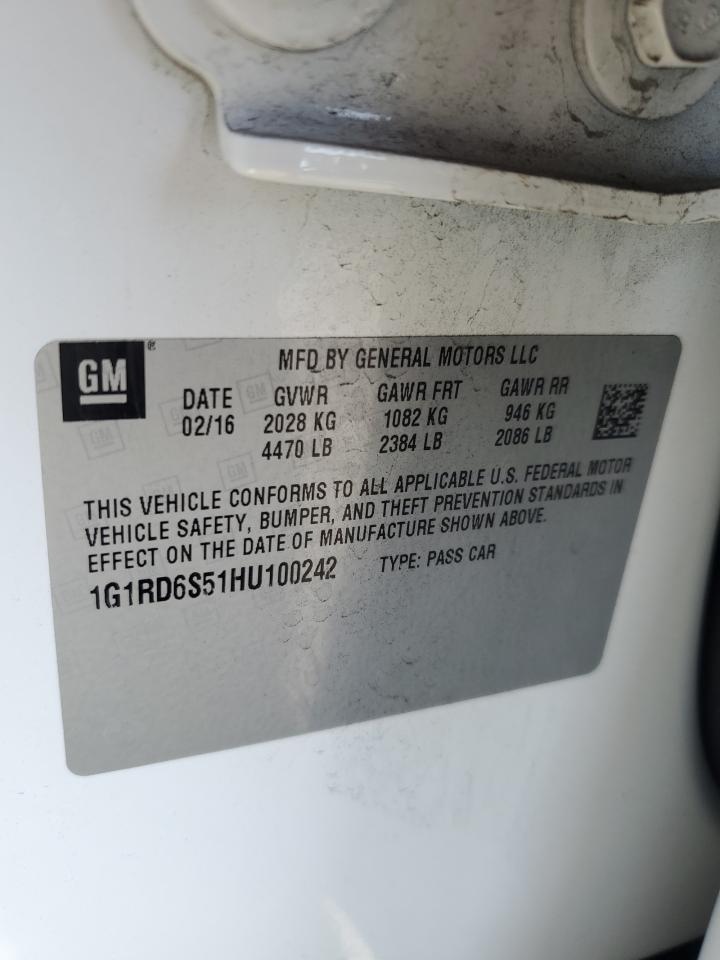 GM
MFD BY GENERAL MOTORS LLC
DATE GVWR GAWR FRT GAWR RR
02/16 2028 KG 1082 KG 946 KG
4470 LB 2384 LB 2086 LB
THIS VEHICLE CONFORMS TO ALL APPLICABLE U.S. FEDERAL MOTOR
VEHICLE SAFETY, BUMPER, AND THEFT PREVENTION STANDARDS IN
EFFECT ON THE DATE OF MANUFACTURE SHOWN ABOVE.
1G1RD6S51HU100242 TYPE: PASS CAR